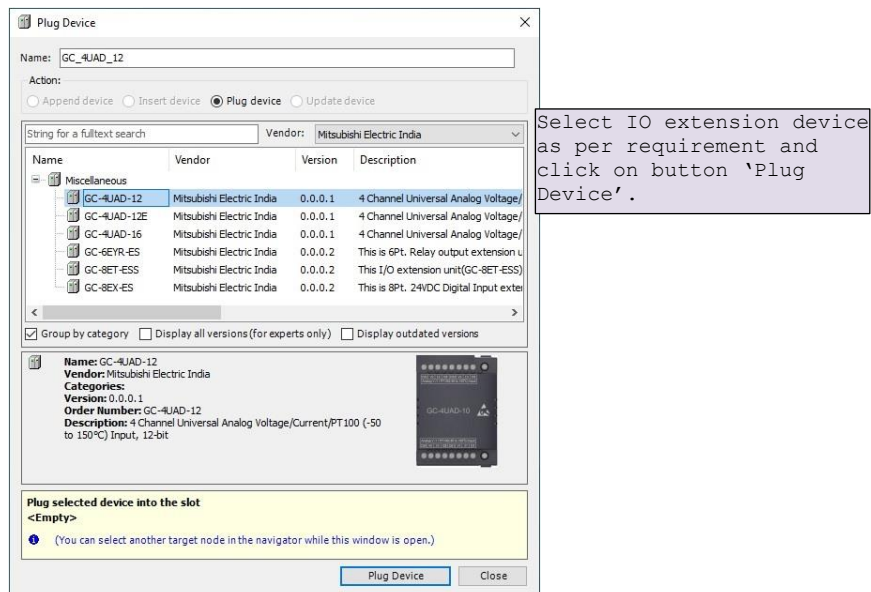 Plug Device
Name: GC_4UAD_12
Action:
Append device Insert device Plug device Update device
String for a fulltext search Vendor: Mitsubishi Electric India
Name Vendor Version Description
Miscellaneous
GC-4UAD-12 Mitsubishi Electric India 0.0.0.1 4 Channel Universal Analog Voltage/
GC-4UAD-12E Mitsubishi Electric India 0.0.0.1 4 Channel Universal Analog Voltage/
GC-4UAD-16 Mitsubishi Electric India 0.0.0.1 4 Channel Universal Analog Voltage/
GC-6EYR-ES Mitsubishi Electric India 0.0.0.2 This is 6Pt. Relay output extension u
GC-8ET-ESS Mitsubishi Electric India 0.0.0.2 This I/O extension unit(GC-8ET-ESS)
GC-8EX-ES Mitsubishi Electric India 0.0.0.2 This is 8Pt. 24VDC Digital Input exte
Group by category Display all versions (for experts only) Display outdated versions
Name: GC-4UAD-12
Vendor: Mitsubishi Electric India
Categories:
Version: 0.0.0.1
Order Number: GC-4UAD-12
Description: 4 Channel Universal Analog Voltage/Current/PT100 (-50
to 150°C) Input, 12-bit
GC-4UAD-10
Plug selected device into the slot
<Empty>
(You can select another target node in the navigator while this window is open.)
Plug Device Close
Select IO extension device
as per requirement and
click on button ‘Plug
Device’.